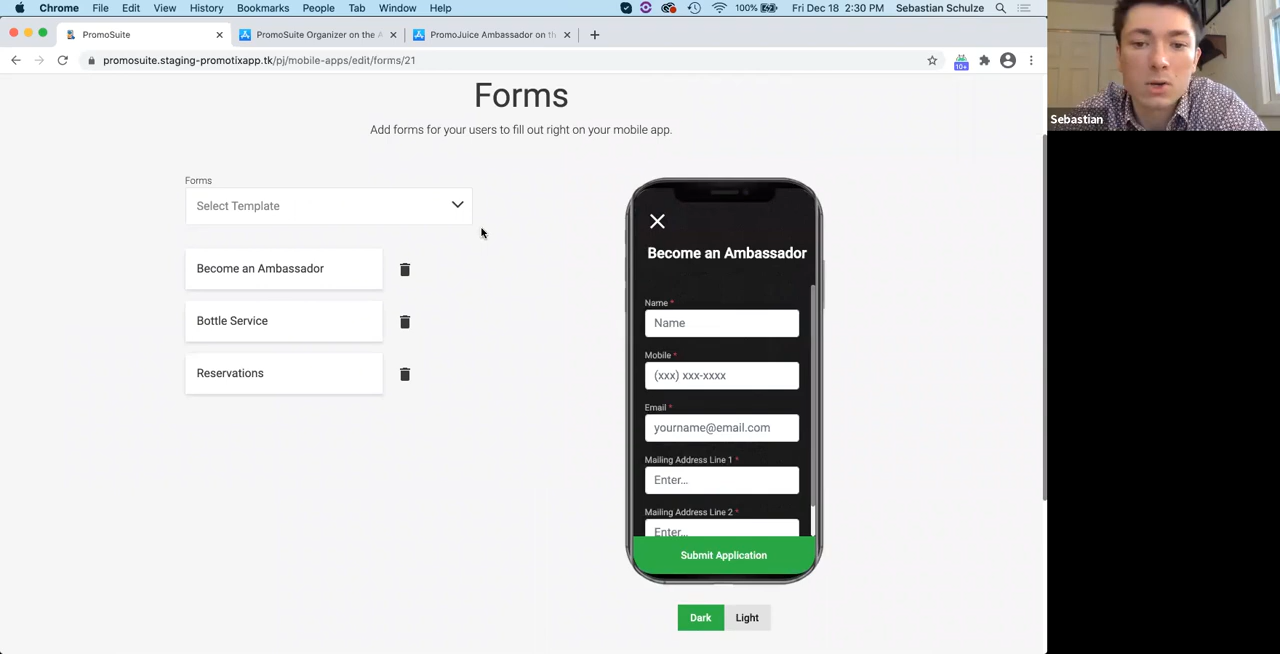 Chrome File Edit View History Bookmarks People Tab Window Help 100% Fri Dec 18 2:30 PM Sebastian Schulze
PromoSuite PromoSuite Organizer on the A PromoJuice Ambassador on th
promosuite.staging-promotixapp.tk/pj/mobile-apps/edit/forms/21
10+
Sebastian
Forms
Add forms for your users to fill out right on your mobile app.
Forms
Select Template
Become an Ambassador
Bottle Service
Reservations
Become an Ambassador
Name *
Name
Mobile *
(xxx) xxx-xxxx
Email *
yourname@email.com
Mailing Address Line 1 *
Enter...
Mailing Address Line 2 *
Enter...
Submit Application
Dark Light